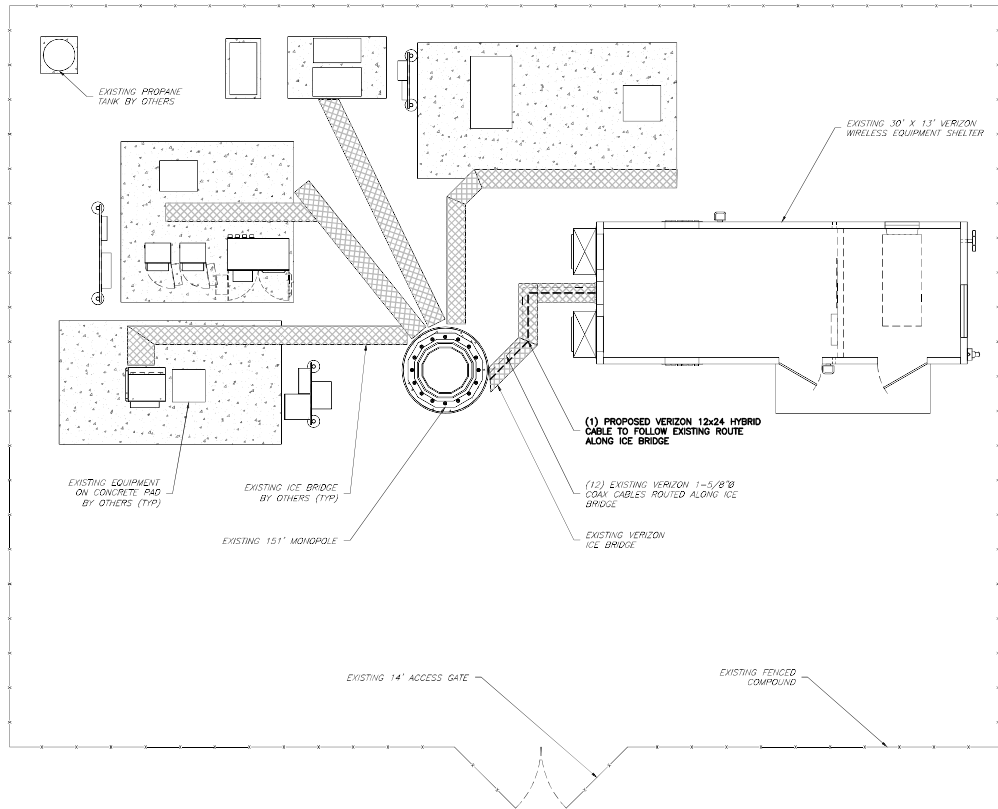 EXISTING PROPANE
TANK BY OTHERS
EXISTING 30' X 13' VERIZON
WIRELESS EQUIPMENT SHELTER
(1) PROPOSED VERIZON 12x24 HYBRID
CABLE TO FOLLOW EXISTING ROUTE
ALONG ICE BRIDGE
EXISTING EQUIPMENT
ON CONCRETE PAD
BY OTHERS (TYP)
EXISTING ICE BRIDGE
BY OTHERS (TYP)
(12) EXISTING VERIZON 1-5/8"Ø
COAX CABLES ROUTED ALONG ICE
BRIDGE
EXISTING 151' MONOPOLE
EXISTING VERIZON
ICE BRIDGE
EXISTING 14' ACCESS GATE
EXISTING FENCED
COMPOUND